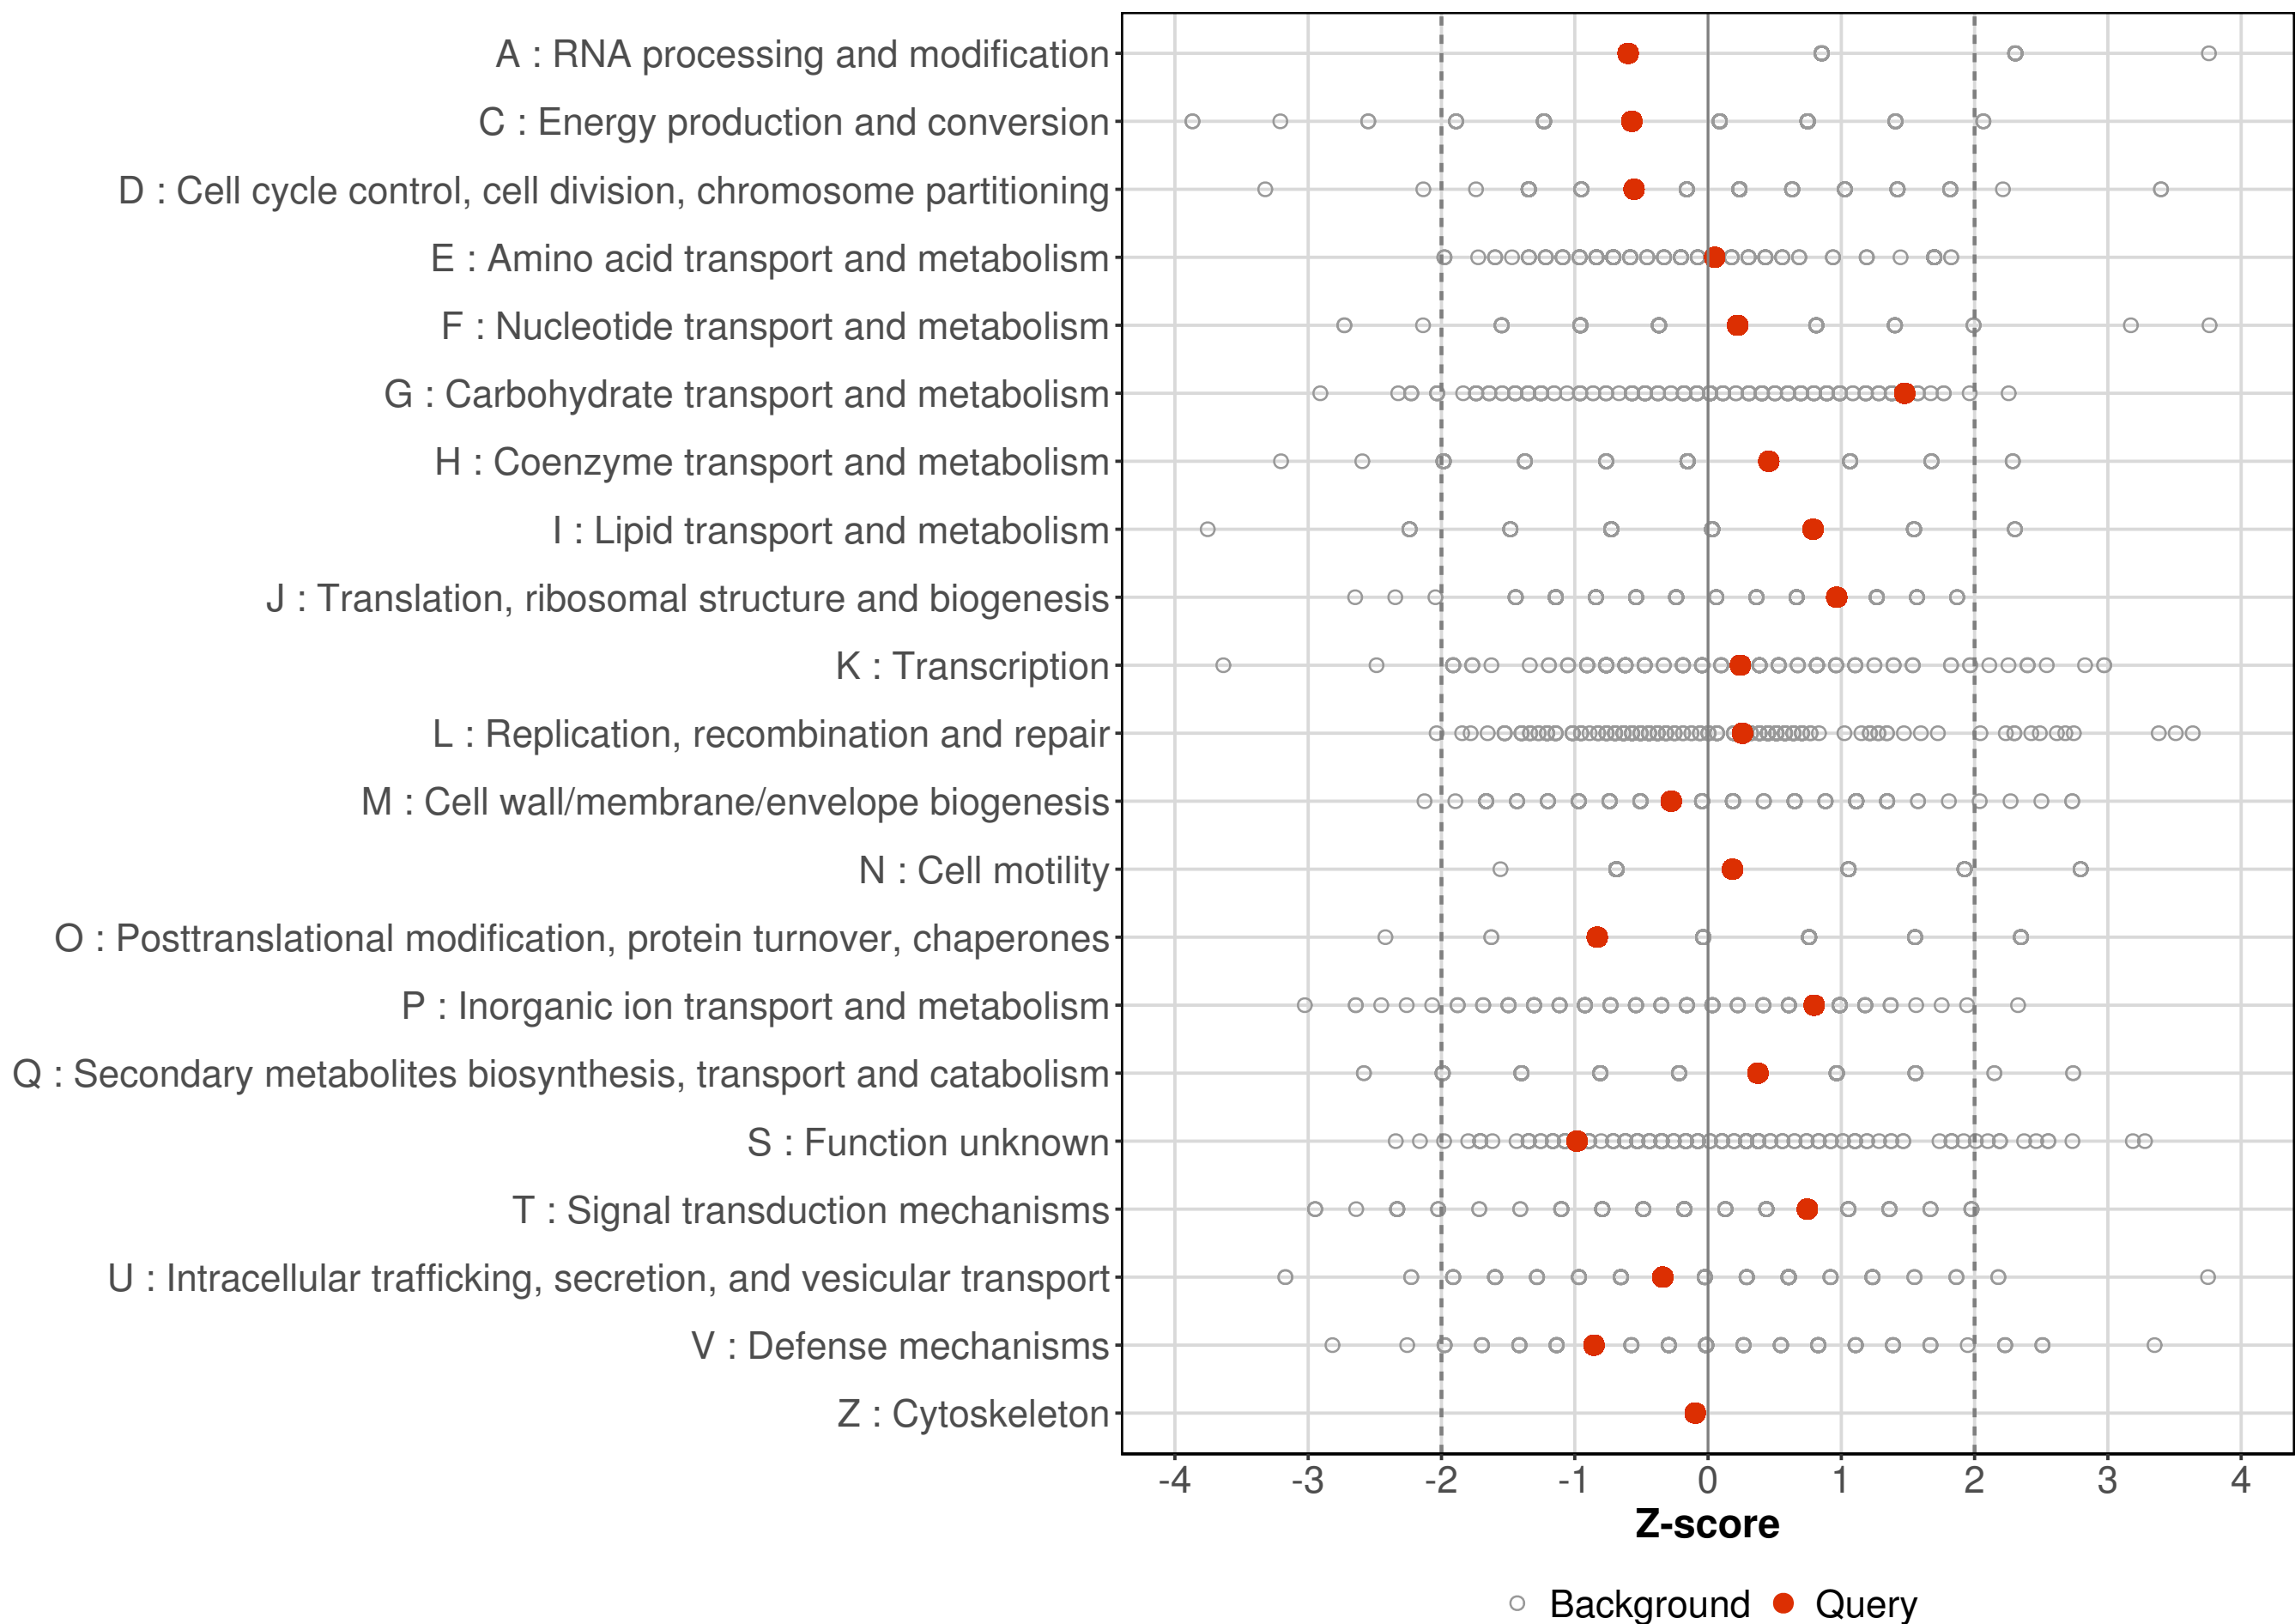 A : RNA processing and modification
C : Energy production and conversion
D : Cell cycle control, cell division, chromosome partitioning
E : Amino acid transport and metabolism
F : Nucleotide transport and metabolism
G : Carbohydrate transport and metabolism
H : Coenzyme transport and metabolism
I : Lipid transport and metabolism
J : Translation, ribosomal structure and biogenesis
K : Transcription
L : Replication, recombination and repair
M : Cell wall/membrane/envelope biogenesis
N : Cell motility
O : Posttranslational modification, protein turnover, chaperones
P : Inorganic ion transport and metabolism
Q : Secondary metabolites biosynthesis, transport and catabolism
S : Function unknown
T : Signal transduction mechanisms
U : Intracellular trafficking, secretion, and vesicular transport
V : Defense mechanisms
Z : Cytoskeleton
-4 -3 -2 -1 0 1 2 3 4
Z-score
Background Query